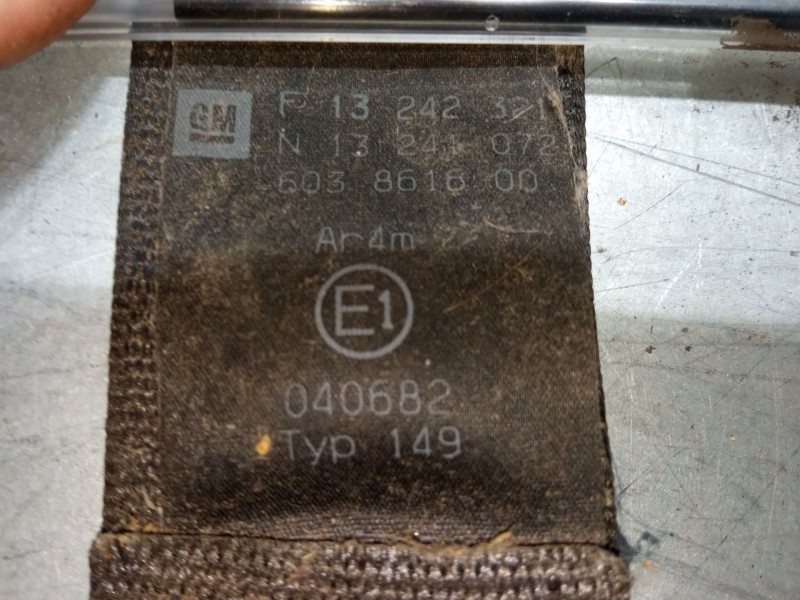 GM
F 13 242 321
N 13 241 072
603 8616 00
Ar4m
E1
040682
Typ 149